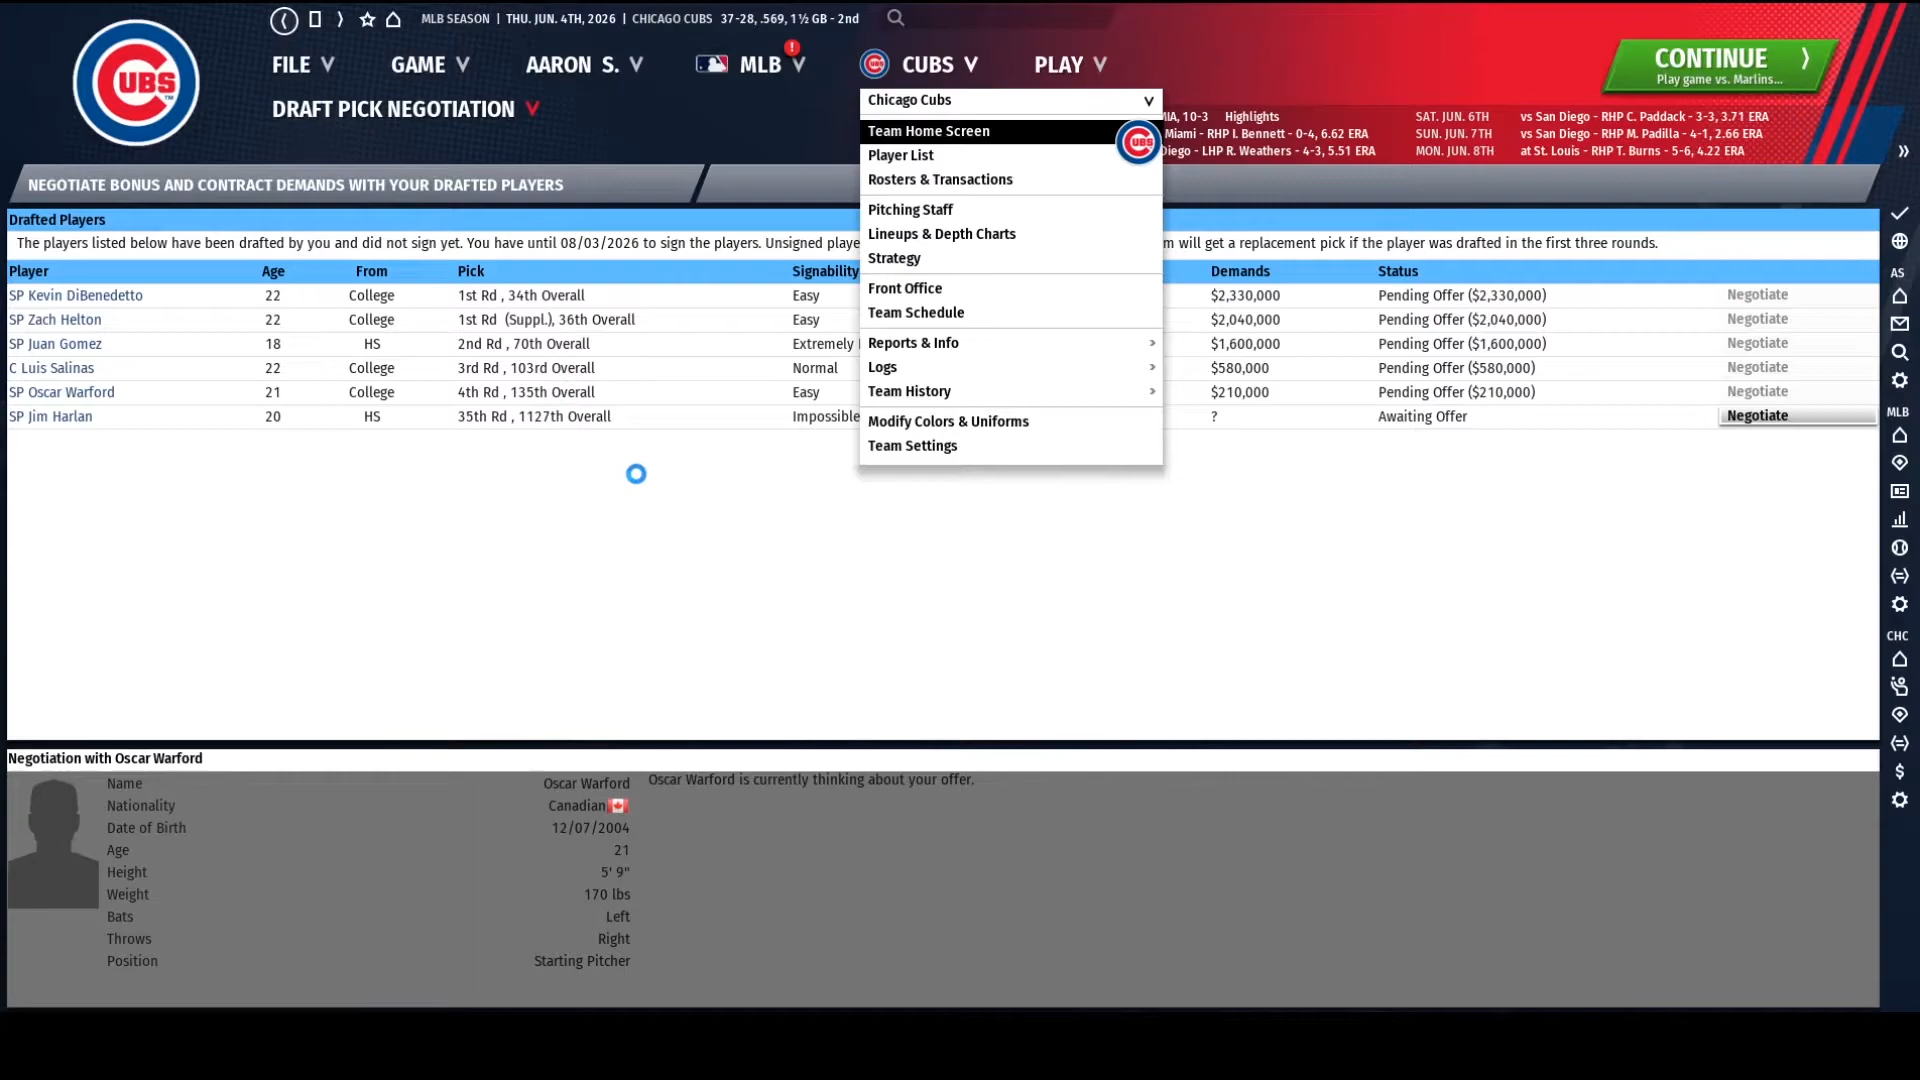 MLB SEASON | THU. JUN. 4TH, 2026 | CHICAGO CUBS 37-28, .569, 1 ½ GB - 2nd
FILE GAME AARON S. MLB ! CUBS PLAY
CONTINUE
Play game vs. Marlins...
CUBS
DRAFT PICK NEGOTIATION
Chicago Cubs
Team Home Screen
Player List
Rosters & Transactions
Pitching Staff
Lineups & Depth Charts
Strategy
Front Office
Team Schedule
Reports & Info
Logs
Team History
Modify Colors & Uniforms
Team Settings
MIA, 10-3 Highlights SAT. JUN. 6TH vs San Diego - RHP C. Paddack - 3-3, 3.71 ERA
Miami - RHP I. Bennett - 0-4, 6.62 ERA SUN. JUN. 7TH vs San Diego - RHP M. Padilla - 4-1, 2.66 ERA
Diego - LHP R. Weathers - 4-3, 5.51 ERA MON. JUN. 8TH at St. Louis - RHP T. Burns - 5-6, 4.22 ERA
NEGOTIATE BONUS AND CONTRACT DEMANDS WITH YOUR DRAFTED PLAYERS
Drafted Players
The players listed below have been drafted by you and did not sign yet. You have until 08/03/2026 to sign the players. Unsigned playe m will get a replacement pick if the player was drafted in the first three rounds.
Player Age From Pick Signability Demands Status
SP Kevin DiBenedetto 22 College 1st Rd , 34th Overall Easy $2,330,000 Pending Offer ($2,330,000) Negotiate
SP Zach Helton 22 College 1st Rd (Suppl.), 36th Overall Easy $2,040,000 Pending Offer ($2,040,000) Negotiate
SP Juan Gomez 18 HS 2nd Rd , 70th Overall Extremely $1,600,000 Pending Offer ($1,600,000) Negotiate
C Luis Salinas 22 College 3rd Rd , 103rd Overall Normal $580,000 Pending Offer ($580,000) Negotiate
SP Oscar Warford 21 College 4th Rd , 135th Overall Easy $210,000 Pending Offer ($210,000) Negotiate
SP Jim Harlan 20 HS 35th Rd , 1127th Overall Impossible ? Awaiting Offer Negotiate
AS
MLB
CHC
Negotiation with Oscar Warford
Name Oscar Warford
Oscar Warford is currently thinking about your offer.
Nationality Canadian
Date of Birth 12/07/2004
Age 21
Height 5' 9"
Weight 170 lbs
Bats Left
Throws Right
Position Starting Pitcher